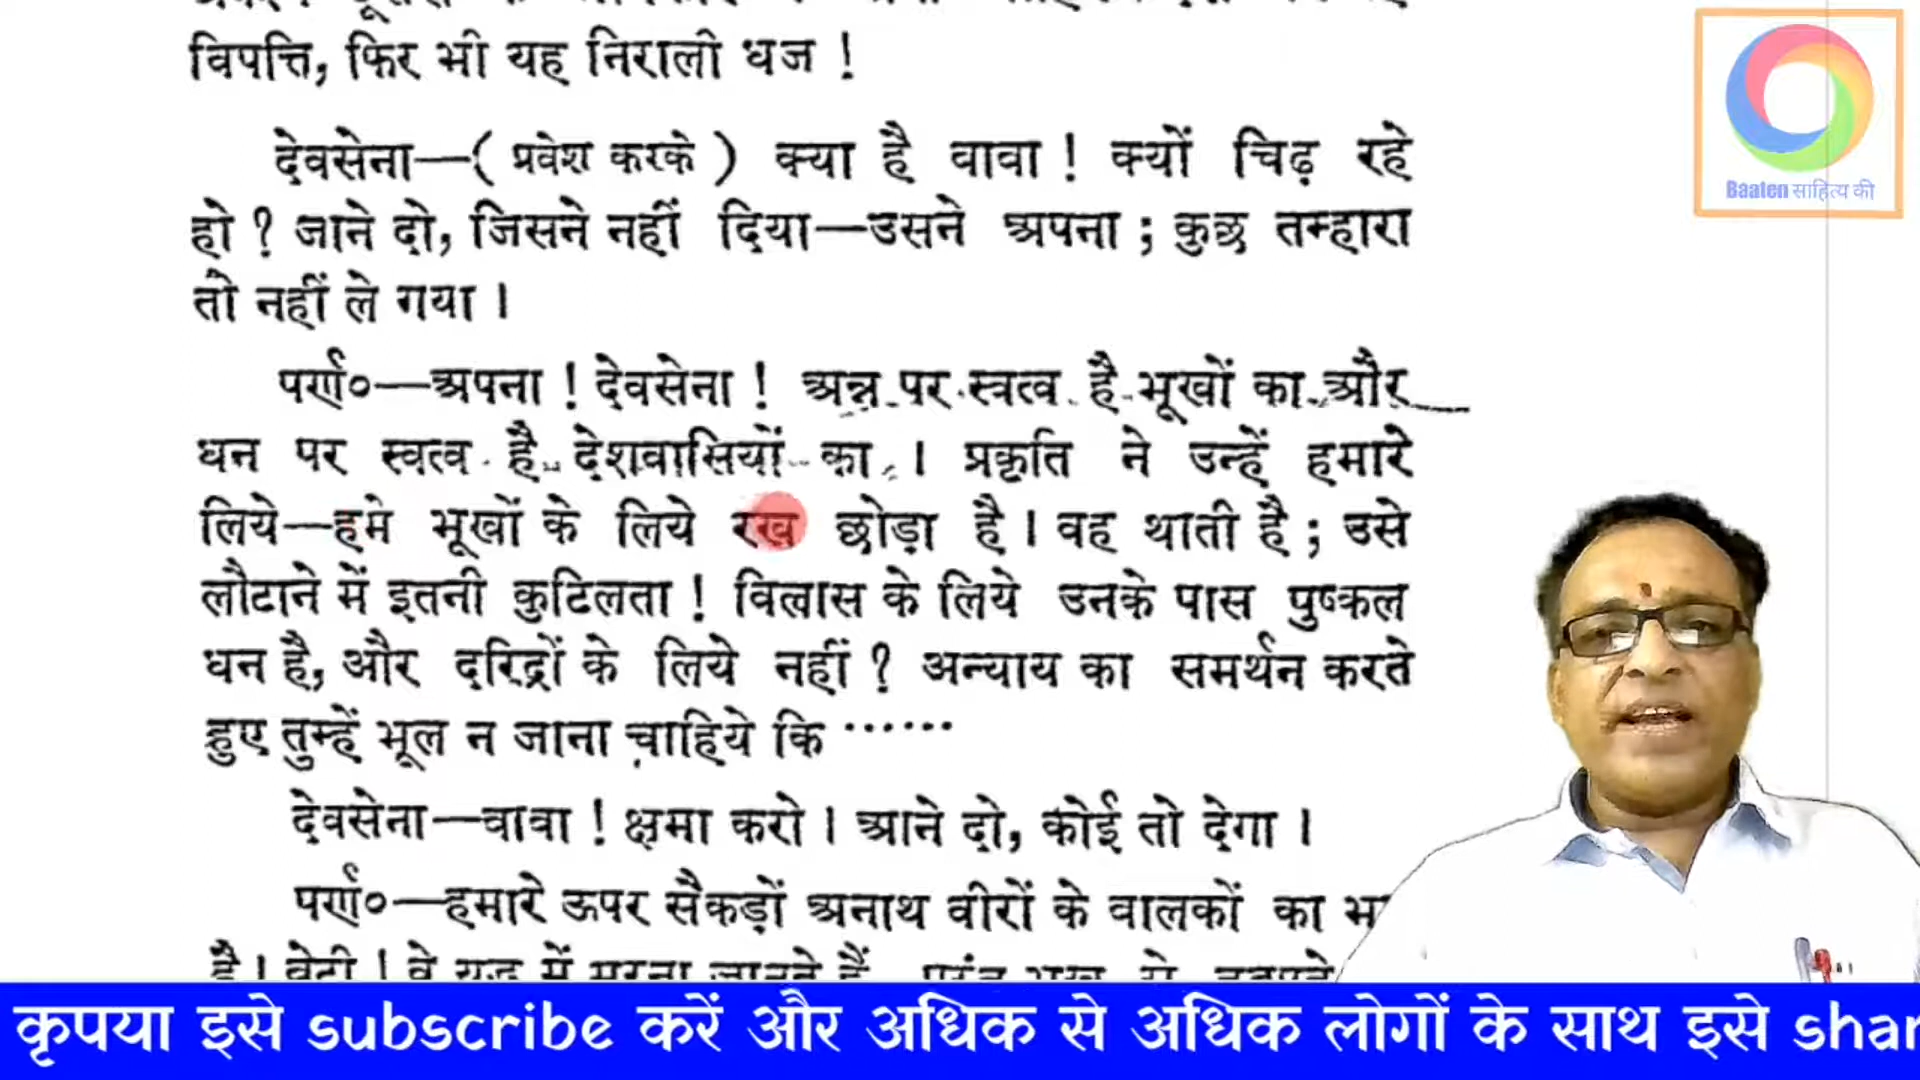 विपत्ति, फिर भी यह निराली धज !
देवसेना—( प्रवेश करके ) क्या है वावा ! क्यों चिढ़ रहे
हो ? जाने दो, जिसने नहीं दिया—उसने अपना ; कुछ तम्हारा
तो नहीं ले गया ।
पर्ण०—अपना ! देवसेना ! अन्न पर स्वत्व है भूखों का और
धन पर स्वत्व है देशवासियों का । प्रकृति ने उन्हें हमारे
लिये—हम भूखों के लिये रख छोड़ा है । वह थाती है ; उसे
लौटाने में इतनी कुटिलता ! विलास के लिये उनके पास पुष्कल
धन है, और दरिद्रों के लिये नहीं ? अन्याय का समर्थन करते
हुए तुम्हें भूल न जाना चाहिये कि ······
देवसेना—वावा ! क्षमा करो । आने दो, कोई तो देगा ।
पर्ण०—हमारे ऊपर सैकड़ों अनाथ वीरों के वालकों का
Baaten साहित्य की
कृपया इसे subscribe करें और अधिक से अधिक लोगों के साथ इसे shar